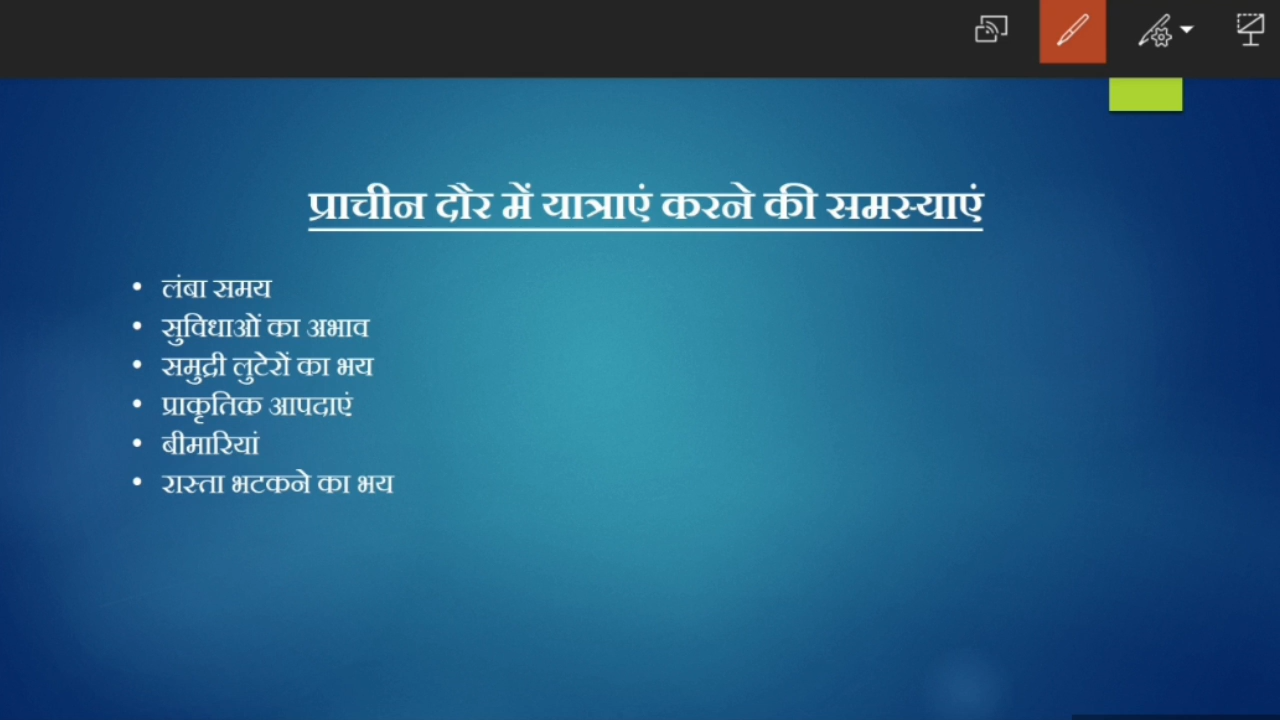 प्राचीन दौर में यात्राएं करने की समस्याएं
• लंबा समय
• सुविधाओं का अभाव
• समुद्री लुटेरों का भय
• प्राकृतिक आपदाएं
• बीमारियां
• रास्ता भटकने का भय